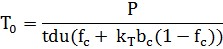 T₀ = P / tdu(f_c + k_T b_c(1 − f_c))